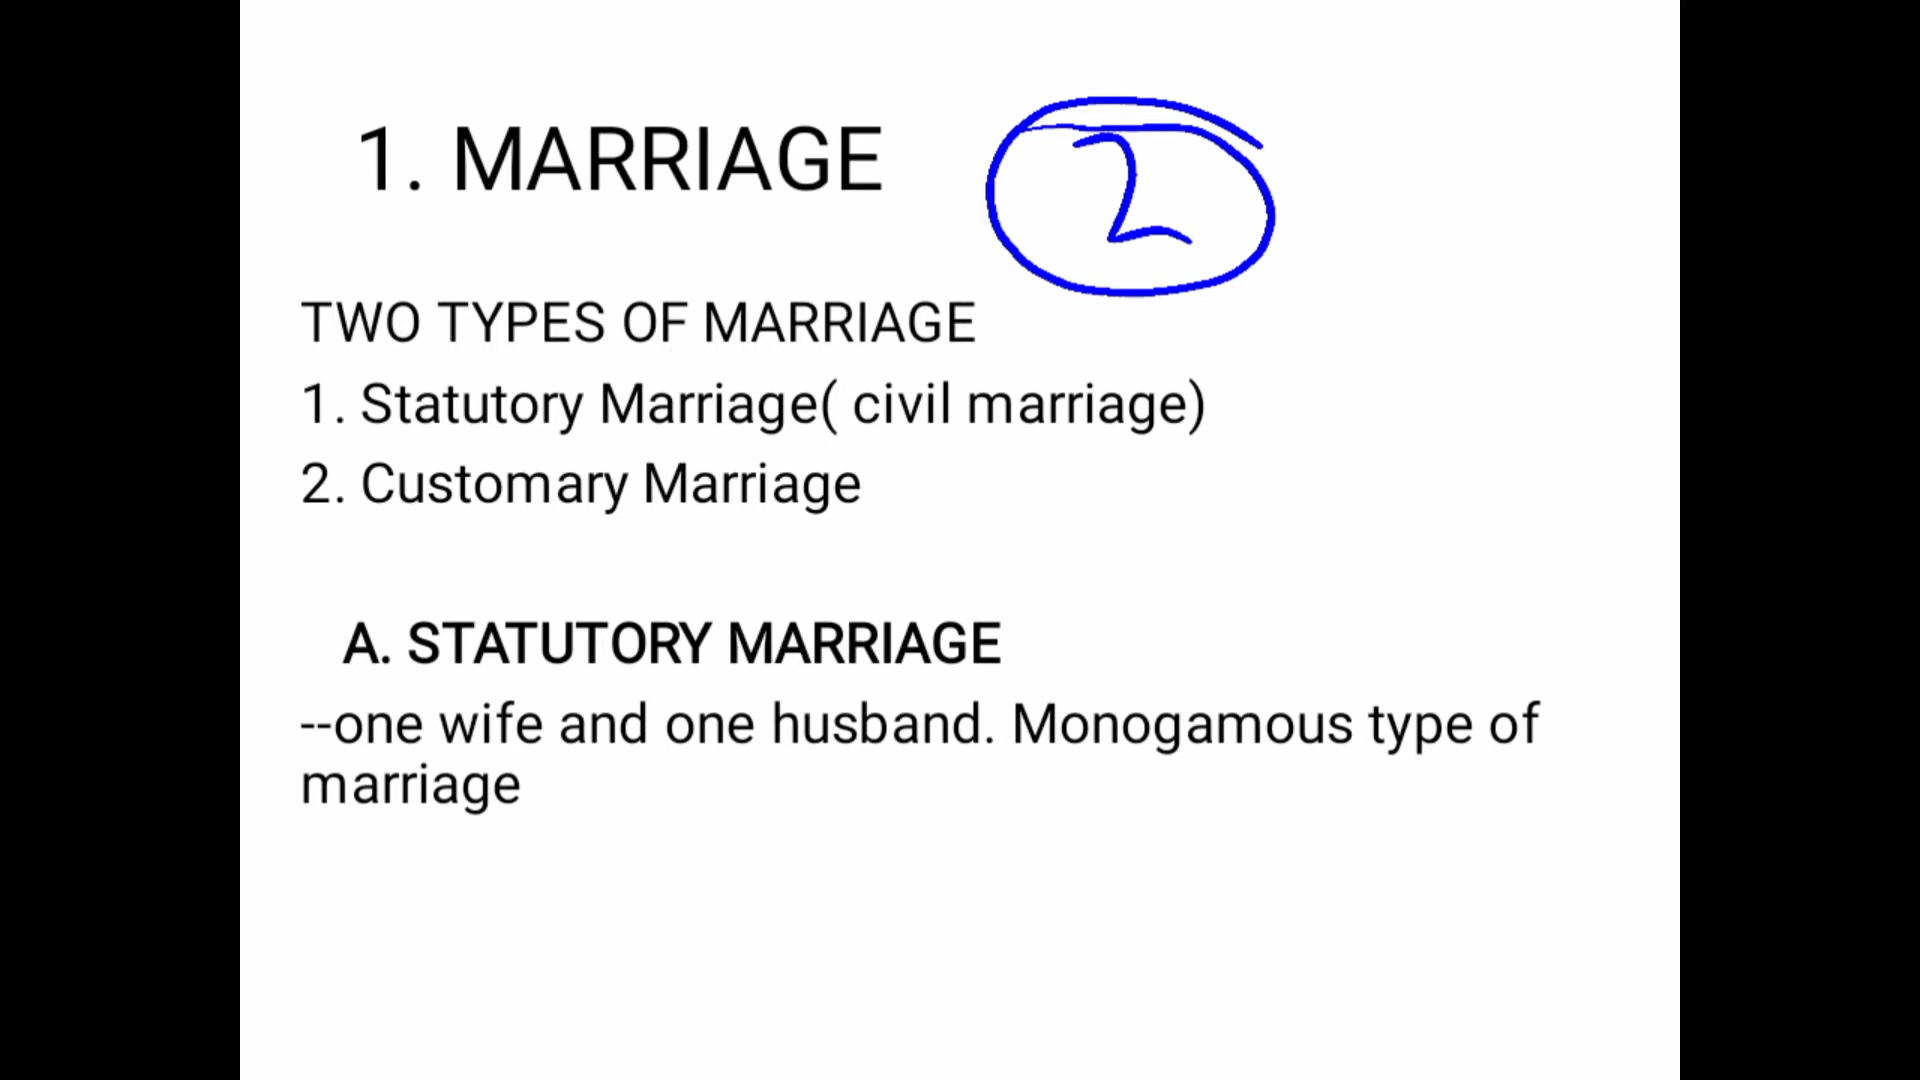 1. MARRIAGE 2
TWO TYPES OF MARRIAGE
1. Statutory Marriage( civil marriage)
2. Customary Marriage
A. STATUTORY MARRIAGE
--one wife and one husband. Monogamous type of
marriage